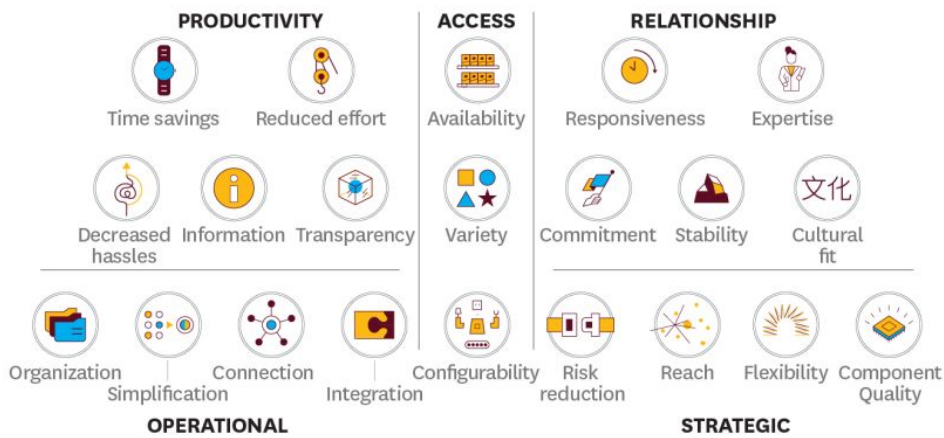 PRODUCTIVITY
ACCESS
RELATIONSHIP
Time savings
Reduced effort
Availability
Responsiveness
Expertise
文化
Decreased
hassles
Information
Transparency
Variety
Commitment
Stability
Cultural
fit
Organization
Simplification
Connection
Integration
Configurability
Risk
reduction
Reach
Flexibility
Component
Quality
OPERATIONAL
STRATEGIC